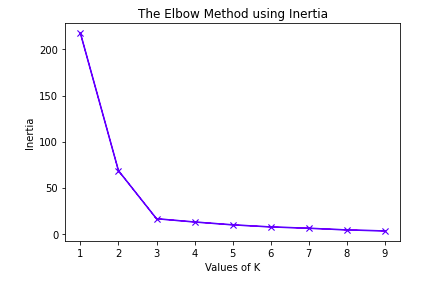 The Elbow Method using Inertia
200
150
100
50
0
Inertia
1 2 3 4 5 6 7 8 9
Values of K